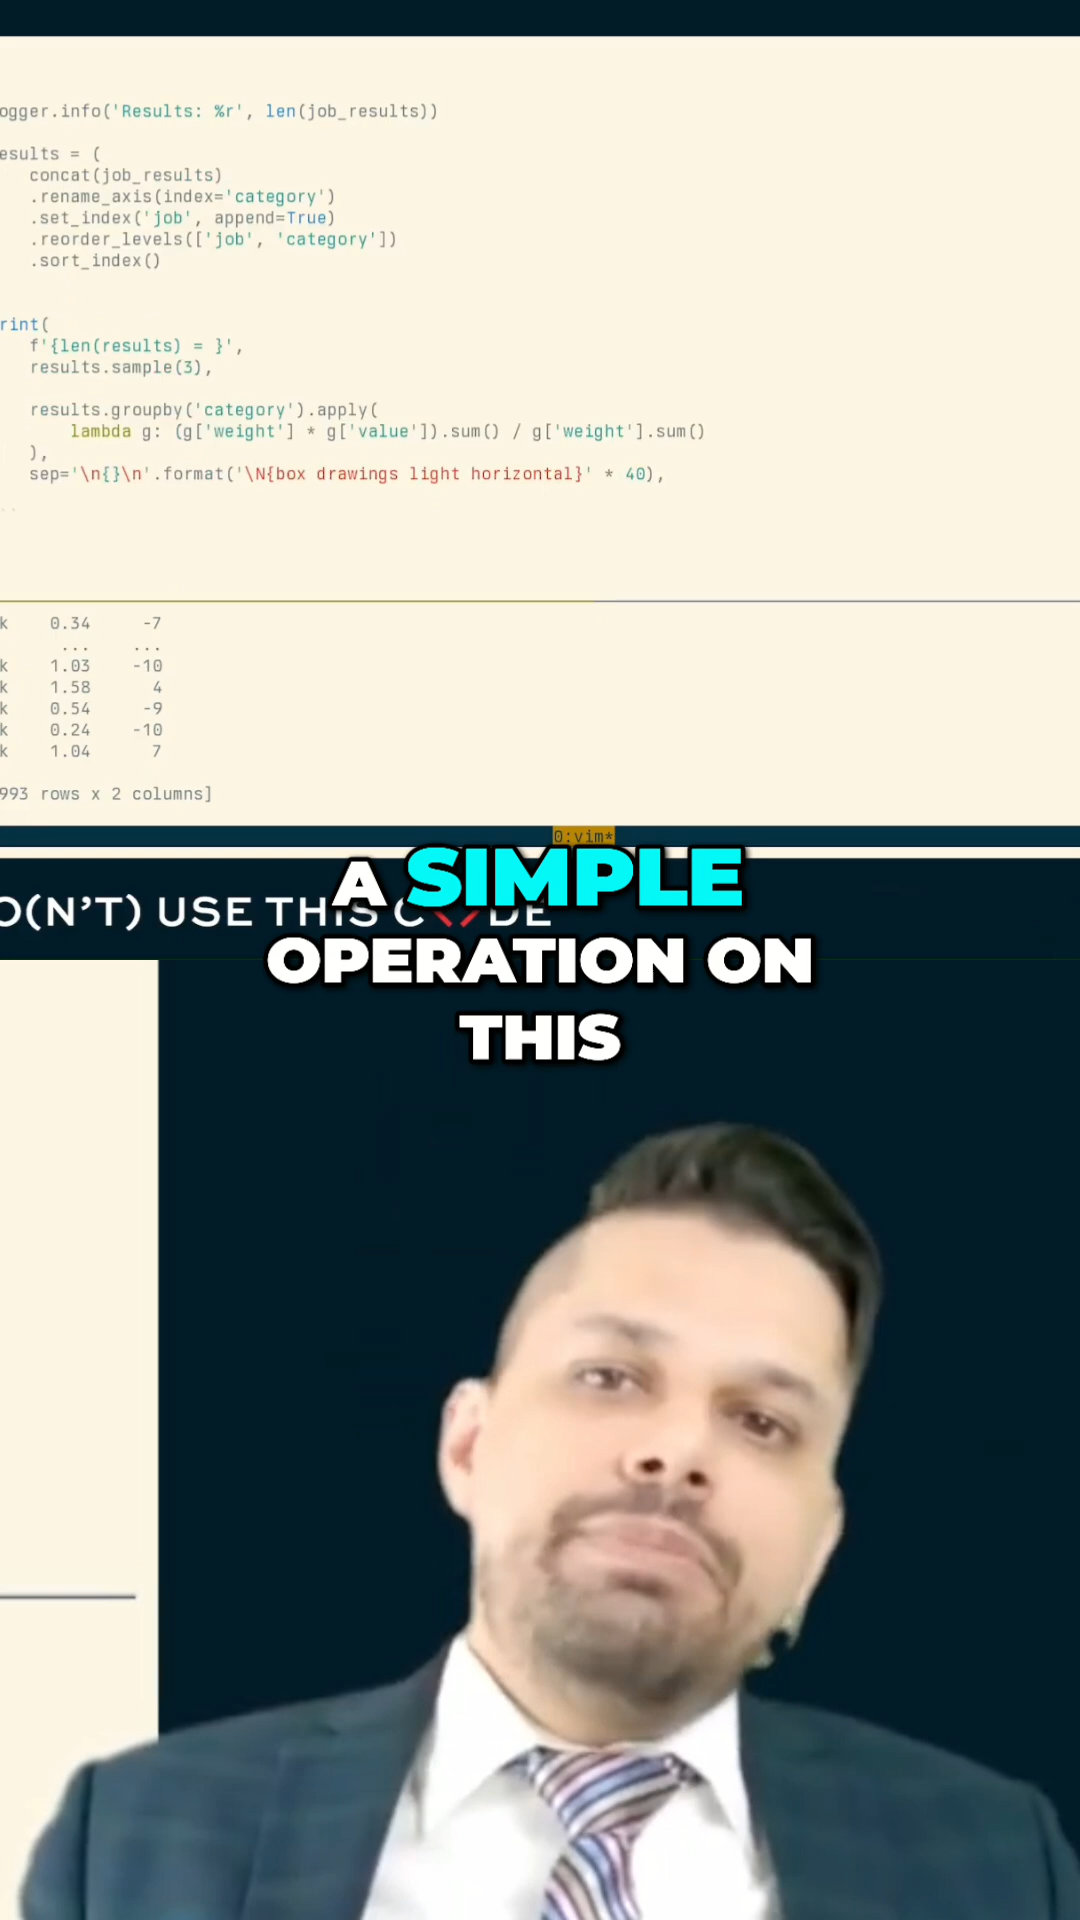 ogger.info('Results: %r', len(job_results))
esults = (
concat(job_results)
.rename_axis(index='category')
.set_index('job', append=True)
.reorder_levels(['job', 'category'])
.sort_index()
rint(
f'{len(results) = }',
results.sample(3),
results.groupby('category').apply(
lambda g: (g['weight'] * g['value']).sum() / g['weight'].sum()
),
sep='\n{}\n'.format('\N{box drawings light horizontal}' * 40),
k 0.34 -7
... ...
k 1.03 -10
k 1.58 4
k 0.54 -9
k 0.24 -10
k 1.04 7
993 rows x 2 columns]
0:vim*
O(N'T) USE THIS C DE
A SIMPLE
OPERATION ON
THIS